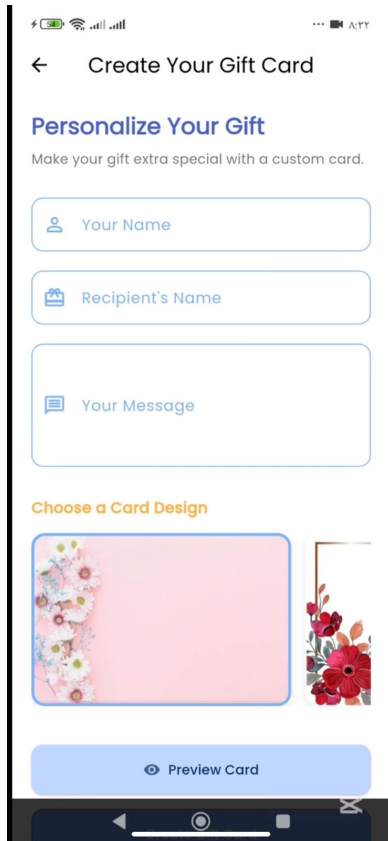 54
٨:٣٢
Create Your Gift Card
Personalize Your Gift
Make your gift extra special with a custom card.
Your Name
Recipient's Name
Your Message
Choose a Card Design
Preview Card